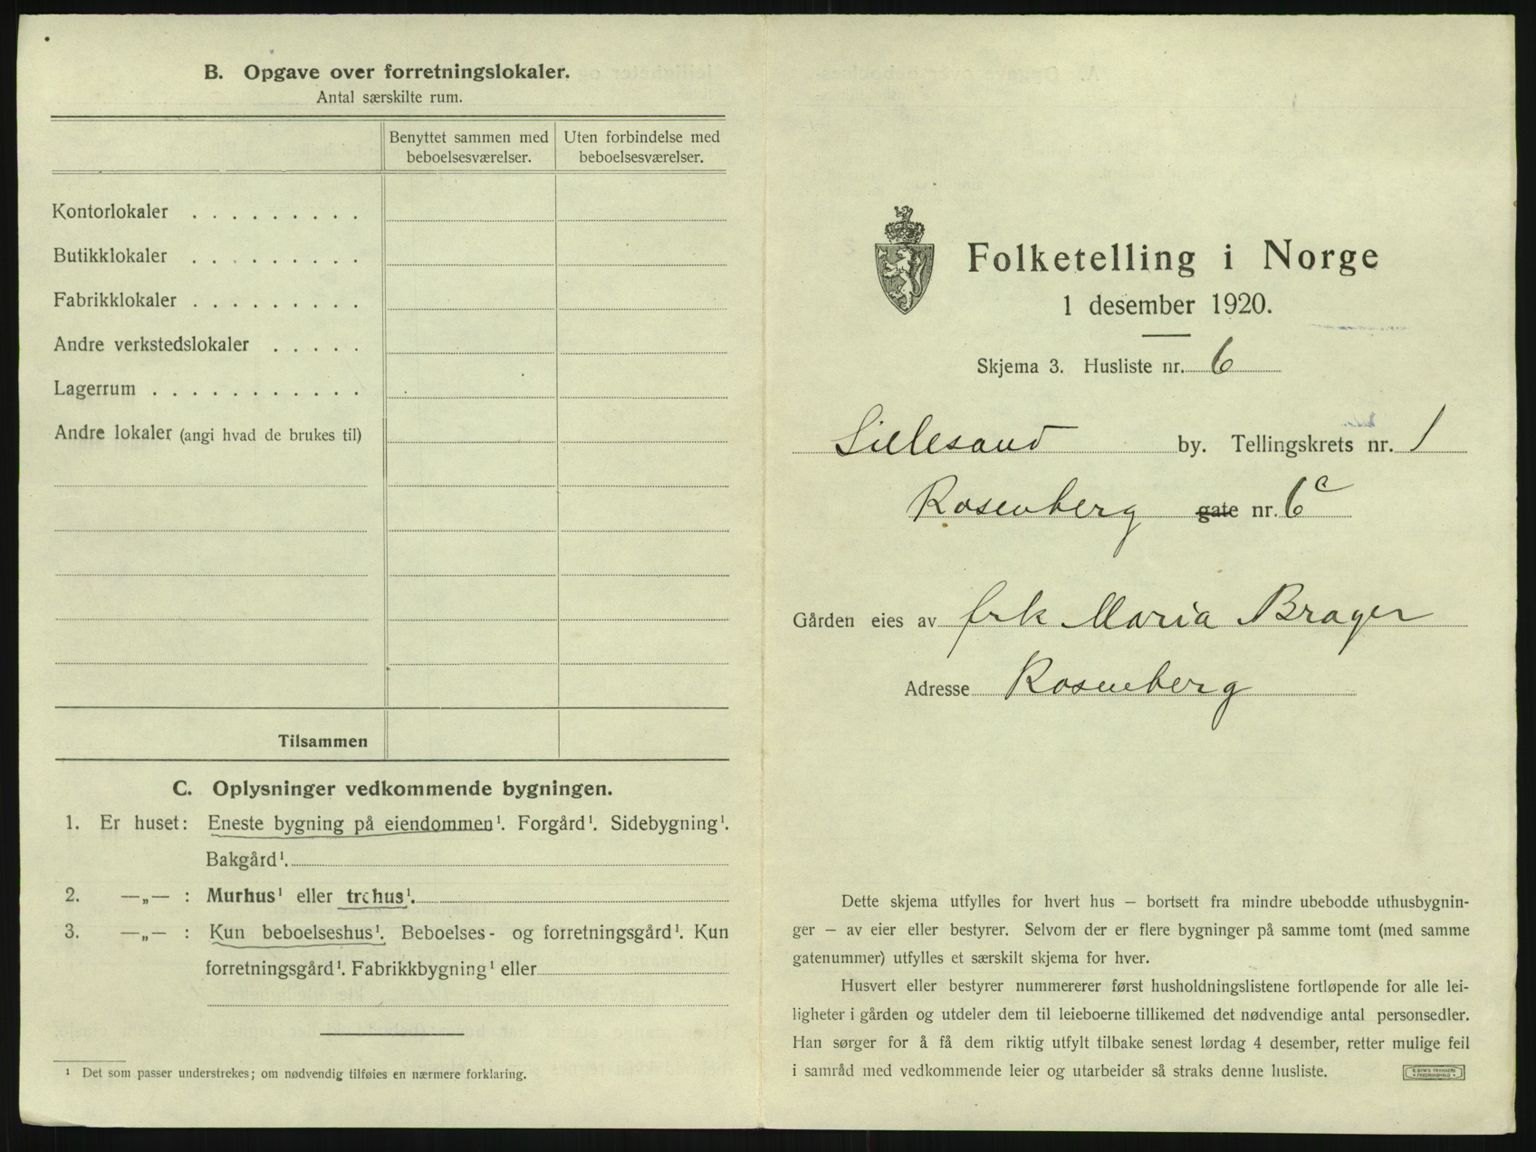 B. Opgave over forretningslokaler.
Antal særskilte rum.
Benyttet sammen med beboelsesværelser.
Uten forbindelse med beboelsesværelser.
Kontorlokaler . . . . . . . . .
Butikklokaler . . . . . . . . .
Fabrikklokaler . . . . . . . . .
Andre verkstedslokaler . . . . .
Lagerrum . . . . . . . . . . .
Andre lokaler (angi hvad de brukes til)
Tilsammen
C. Oplysninger vedkommende bygningen.
1. Er huset: Eneste bygning på eiendommen¹. Forgård¹. Sidebygning¹.
Bakgård¹.
2. —„— : Murhus¹ eller trehus¹.
3. —„— : Kun beboelseshus¹. Beboelses- og forretningsgård¹. Kun
forretningsgård¹. Fabrikkbygning¹ eller
¹ Det som passer understrekes; om nødvendig tilføies en nærmere forklaring.
Folketelling i Norge
1 desember 1920.
Skjema 3. Husliste nr. 6
Lillesand by. Tellingskrets nr. 1
Rosenberg gate nr. 6c
Gården eies av frk Maria Brager
Adresse Rosenberg
Dette skjema utfylles for hvert hus – bortsett fra mindre ubebodde uthusbygnin-
ger – av eier eller bestyrer. Selvom der er flere bygninger på samme tomt (med samme
gatenummer) utfylles et særskilt skjema for hver.
Husvert eller bestyrer nummererer først husholdningslistene fortløpende for alle lei-
ligheter i gården og utdeler dem til leieboerne tillikemed det nødvendige antal personsedler.
Han sørger for å få dem riktig utfylt tilbake senest lørdag 4 desember, retter mulige feil
i samråd med vedkommende leier og utarbeider så straks denne husliste.